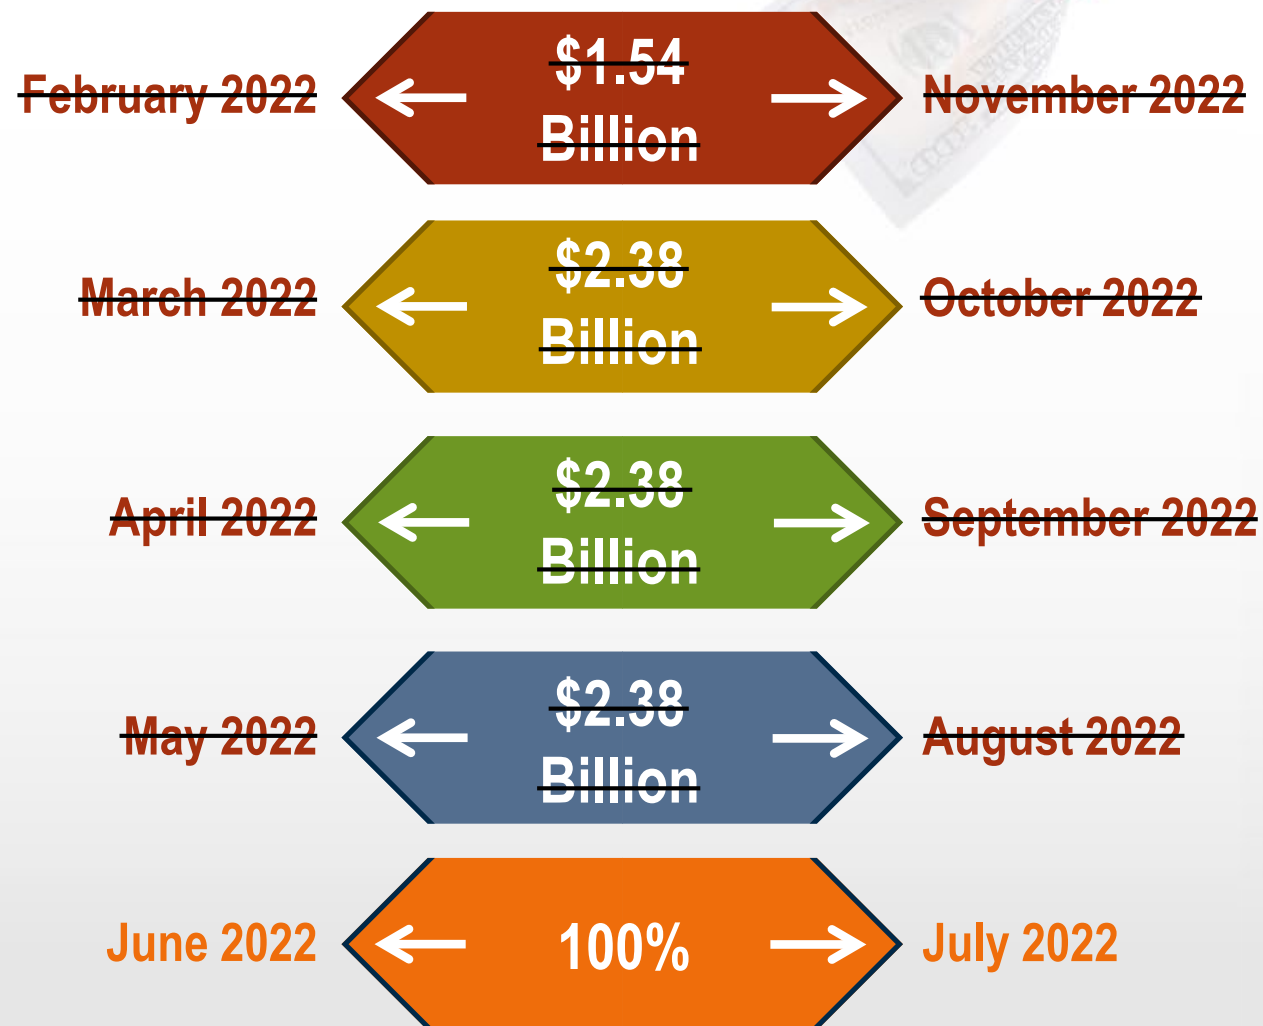 February 2022
$1.54
Billion
November 2022
March 2022
$2.38
Billion
October 2022
April 2022
$2.38
Billion
September 2022
May 2022
$2.38
Billion
August 2022
June 2022
100%
July 2022